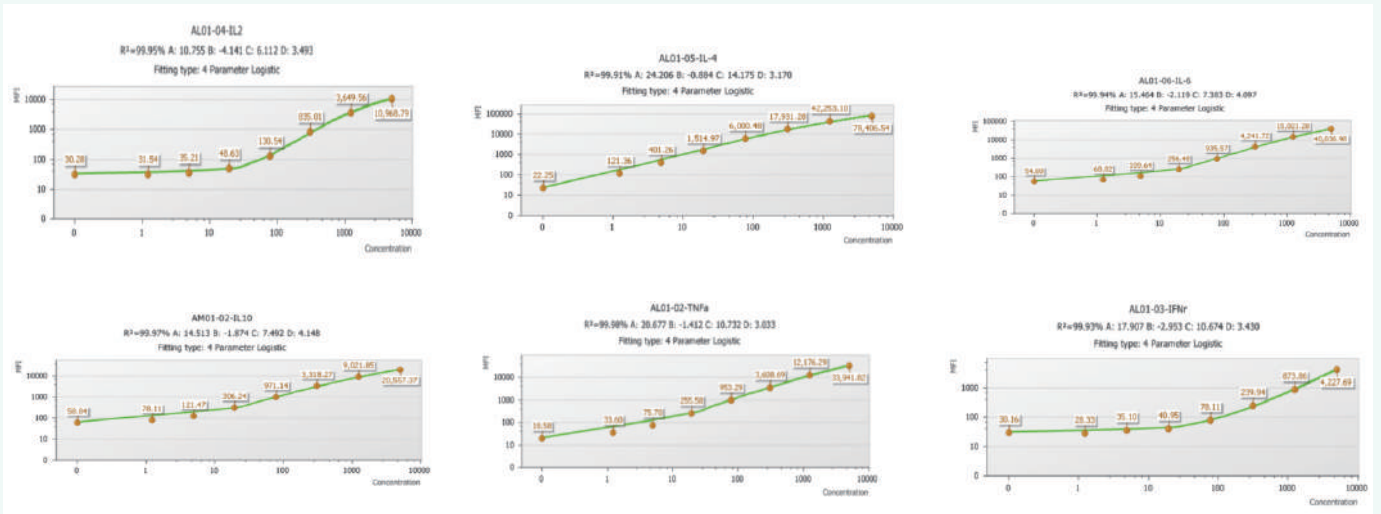 AL01-04-IL2
R²=99.95% A: 10.755 B: -4.141 C: 6.112 D: 3.493
Fitting type: 4 Parameter Logistic
MFI
10000
1000
100
10
0
30.28
31.54
35.21
48.63
130.54
835.01
3,649.56
10,968.79
0 1 10 100 1000 10000
Concentration
AL01-05-IL-4
R²=99.91% A: 24.206 B: -0.884 C: 14.175 D: 3.170
Fitting type: 4 Parameter Logistic
MFI
100000
10000
1000
100
10
0
22.25
121.36
401.26
1,514.97
6,000.48
17,931.28
42,253.10
79,406.54
0 1 10 100 1000 10000
Concentration
AL01-06-IL-6
R²=99.94% A: 15.464 B: -2.119 C: 7.383 D: 4.097
Fitting type: 4 Parameter Logistic
MFI
100000
10000
1000
100
10
0
54.00
256.48
935.57
4,241.72
15,021.28
0 1 10 100 1000 10000
Concentration
AM01-02-IL10
R²=99.97% A: 14.513 B: -1.874 C: 7.492 D: 4.148
Fitting type: 4 Parameter Logistic
MFI
10000
1000
100
10
0
58.84
78.11
121.47
306.24
971.14
3,318.27
9,021.85
20,557.37
0 1 10 100 1000 10000
Concentration
AL01-02-TNFa
R²=99.98% A: 20.677 B: -1.412 C: 10.732 D: 3.033
Fitting type: 4 Parameter Logistic
MFI
10000
1000
100
10
0
18.58
33.60
75.70
255.58
953.29
3,608.69
12,176.29
33,941.82
0 1 10 100 1000 10000
Concentration
AL01-03-IFNr
R²=99.93% A: 17.907 B: -2.953 C: 10.674 D: 3.430
Fitting type: 4 Parameter Logistic
MFI
1000
100
10
0
30.16
28.33
35.10
40.95
78.11
239.94
873.86
4,227.69
0 1 10 100 1000 10000
Concentration